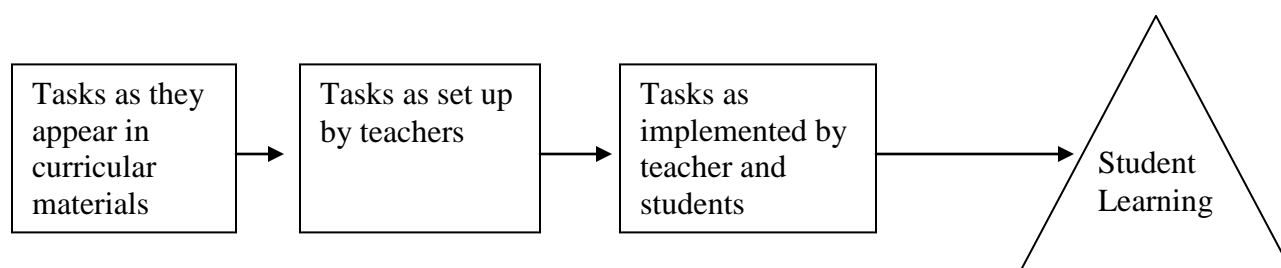 Tasks as they
appear in
curricular
materials
Tasks as set up
by teachers
Tasks as
implemented by
teacher and
students
Student
Learning